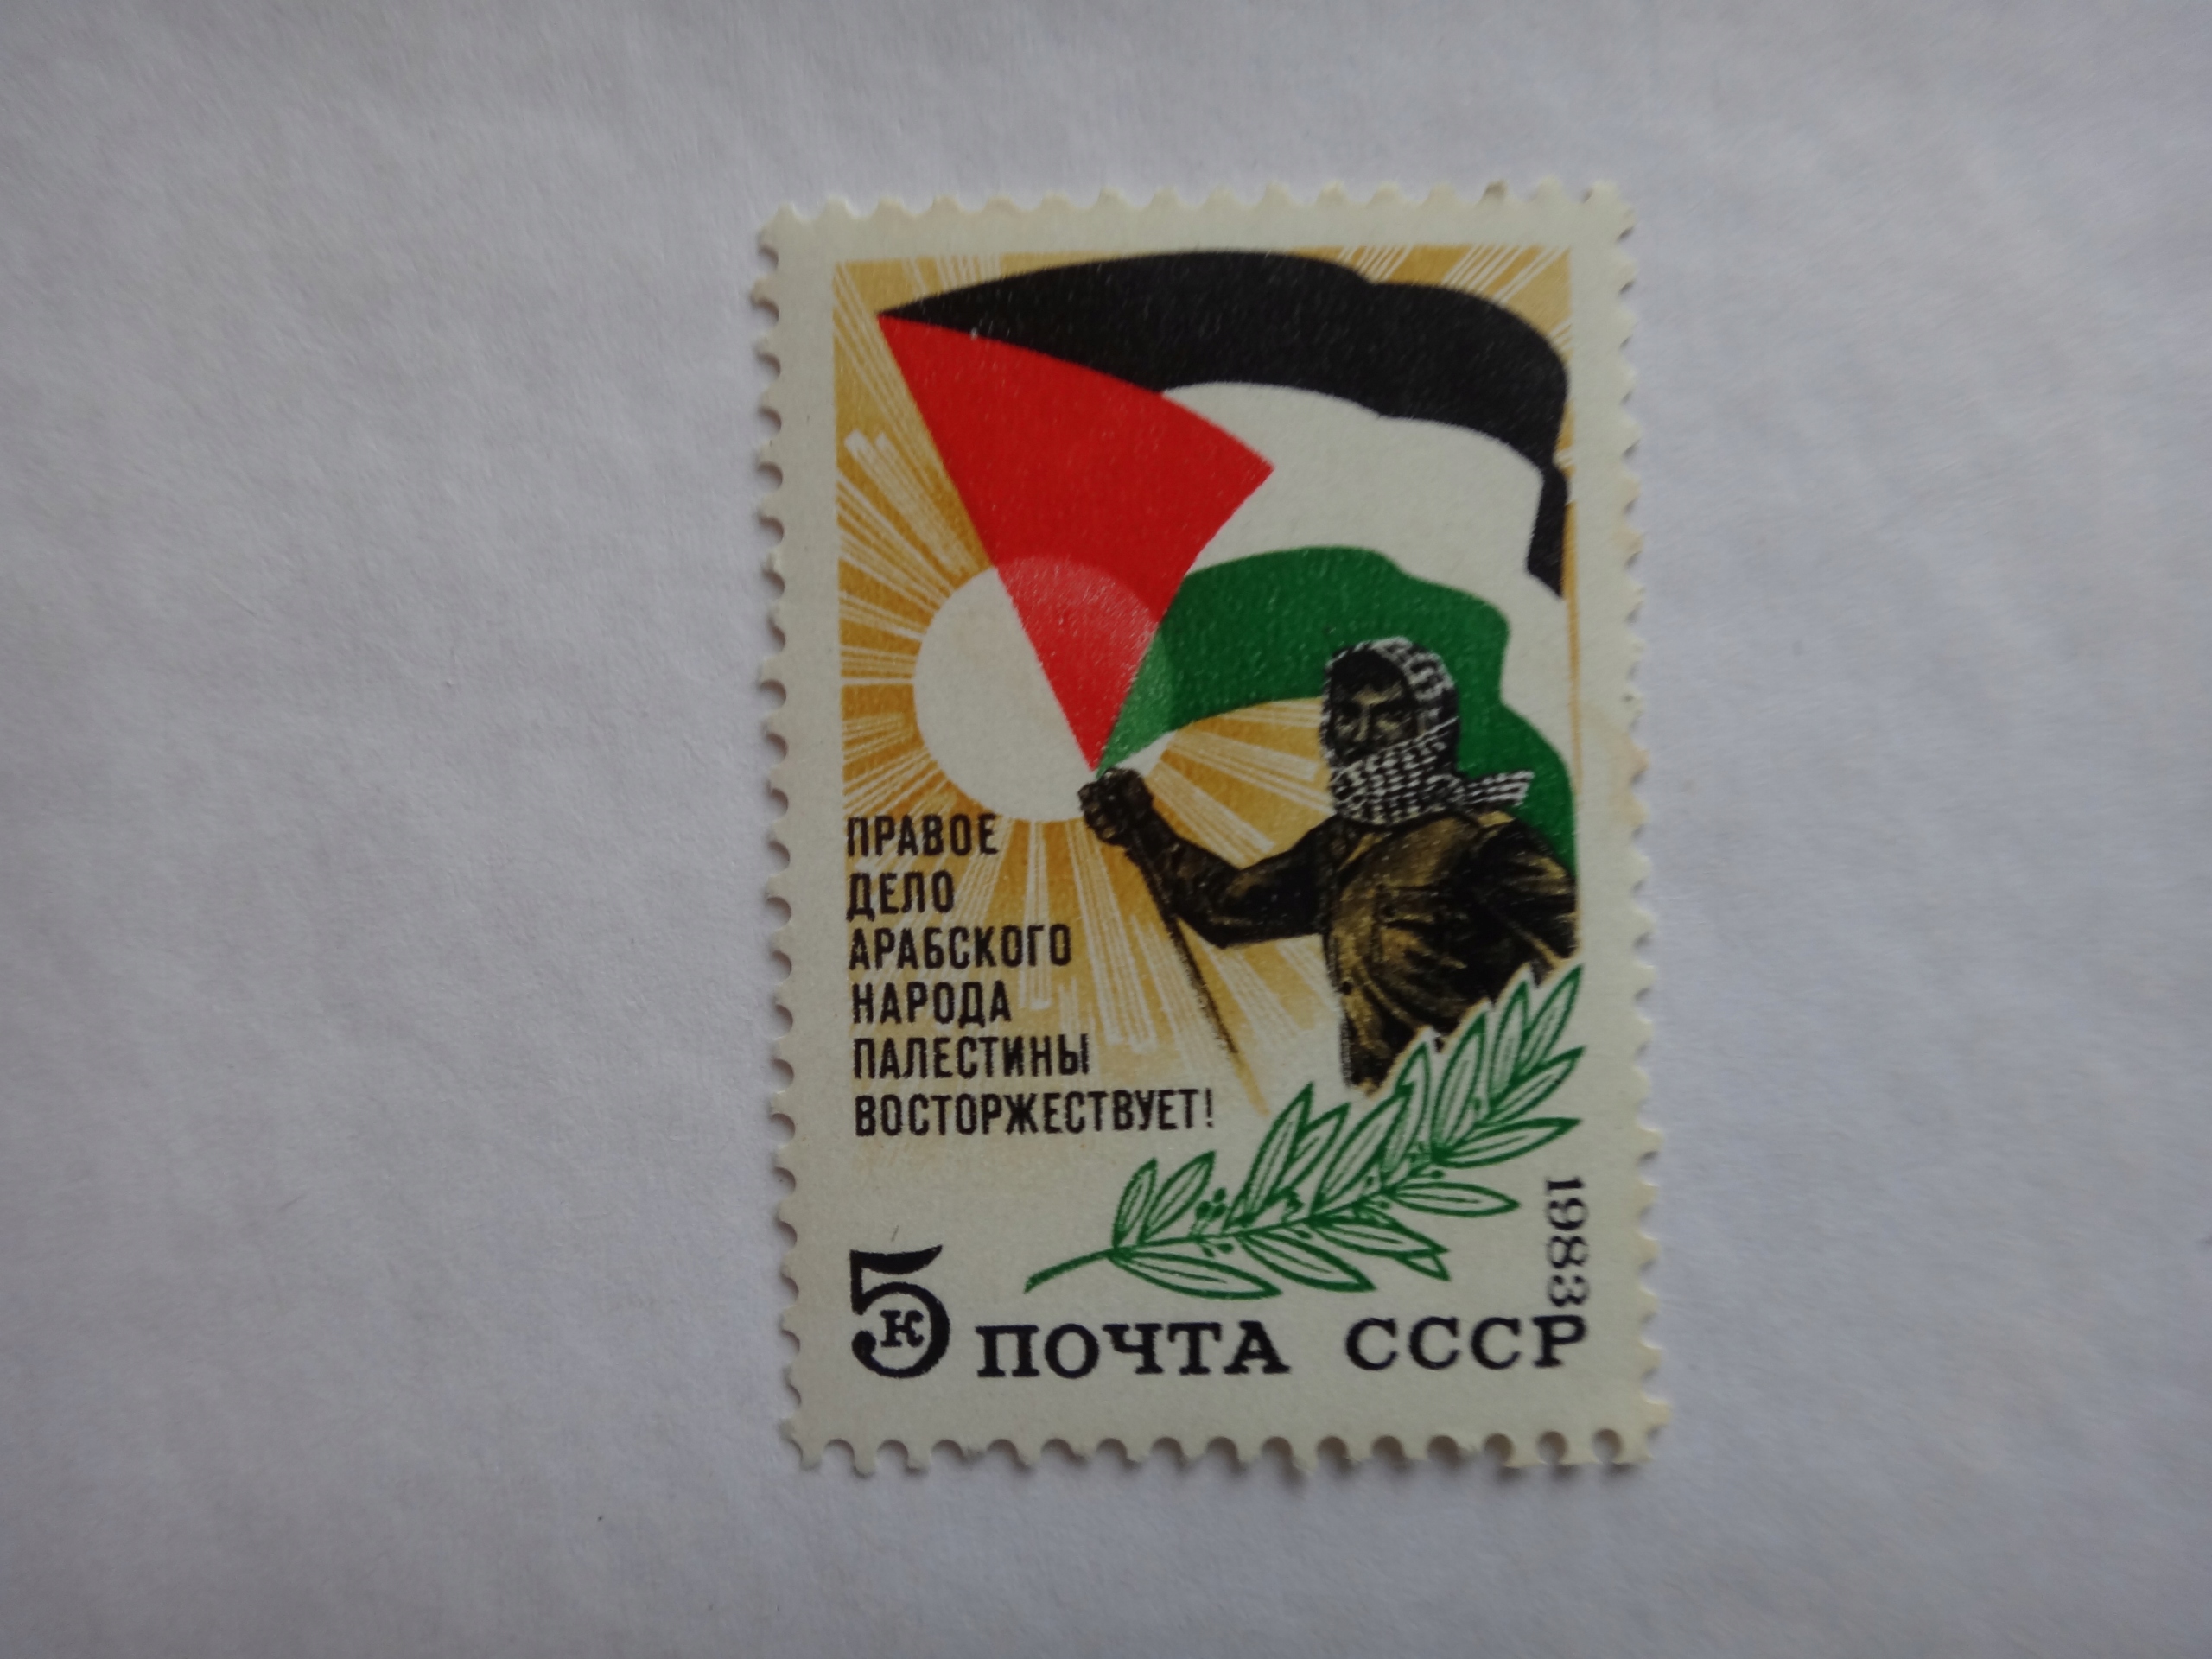 ПРАВОЕ
ДЕЛО
АРАБСКОГО
НАРОДА
ПАЛЕСТИНЫ
ВОСТОРЖЕСТВУЕТ!
1983
5к ПОЧТА СССР